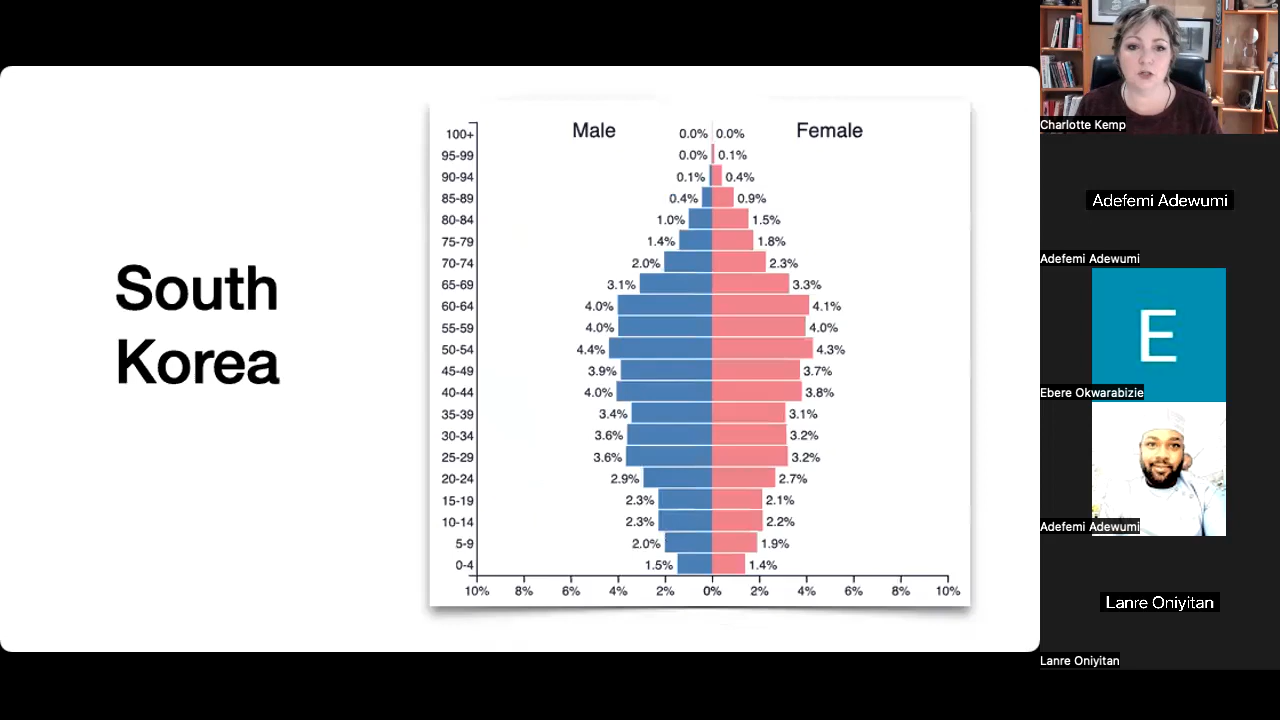 South
Korea
Male
Female
100+ 0.0% 0.0%
95-99 0.0% 0.1%
90-94 0.1% 0.4%
85-89 0.4% 0.9%
80-84 1.0% 1.5%
75-79 1.4% 1.8%
70-74 2.0% 2.3%
65-69 3.1% 3.3%
60-64 4.0% 4.1%
55-59 4.0% 4.0%
50-54 4.4% 4.3%
45-49 3.9% 3.7%
40-44 4.0% 3.8%
35-39 3.4% 3.1%
30-34 3.6% 3.2%
25-29 3.6% 3.2%
20-24 2.9% 2.7%
15-19 2.3% 2.1%
10-14 2.3% 2.2%
5-9 2.0% 1.9%
0-4 1.5% 1.4%
10% 8% 6% 4% 2% 0% 2% 4% 6% 8% 10%
Charlotte Kemp
Adefemi Adewumi
Adefemi Adewumi
E
Ebere Okwarabizie
Adefemi Adewumi
Lanre Oniyitan
Lanre Oniyitan